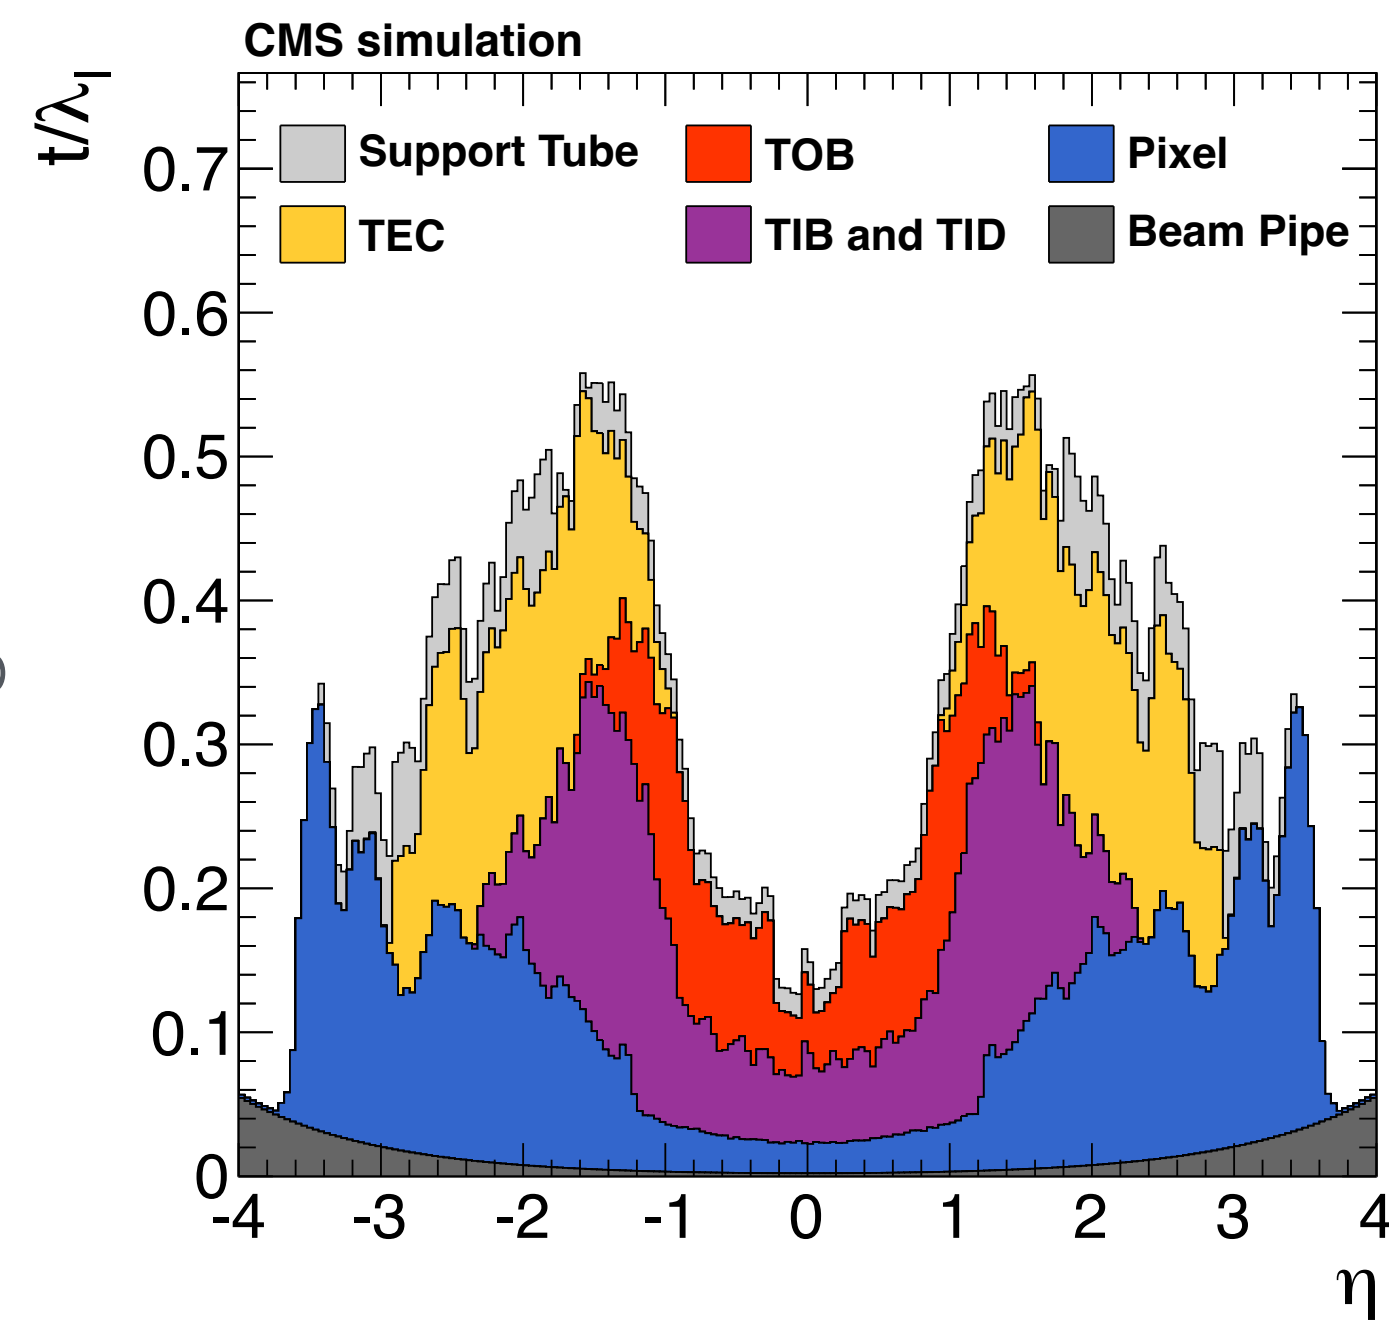 CMS simulation
t/λI
Support Tube
TOB
Pixel
TEC
TIB and TID
Beam Pipe
0.7
0.6
0.5
0.4
0.3
0.2
0.1
0
-4 -3 -2 -1 0 1 2 3 4
η